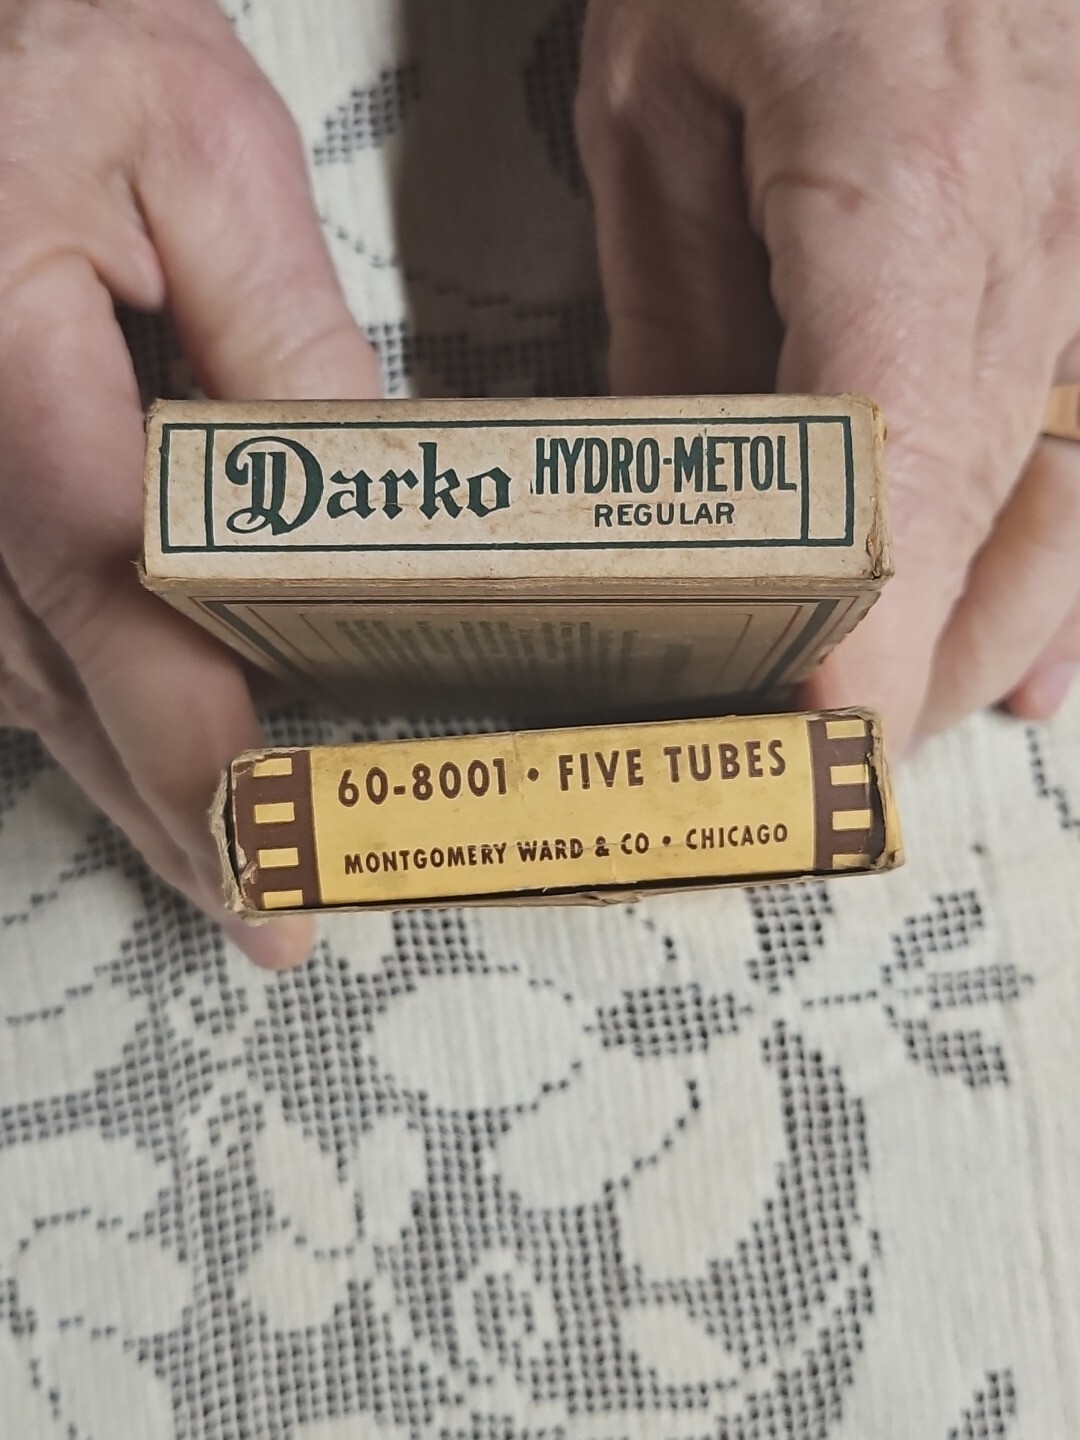 Darko HYDRO-METOL
REGULAR
60-8001 • FIVE TUBES
MONTGOMERY WARD & CO • CHICAGO